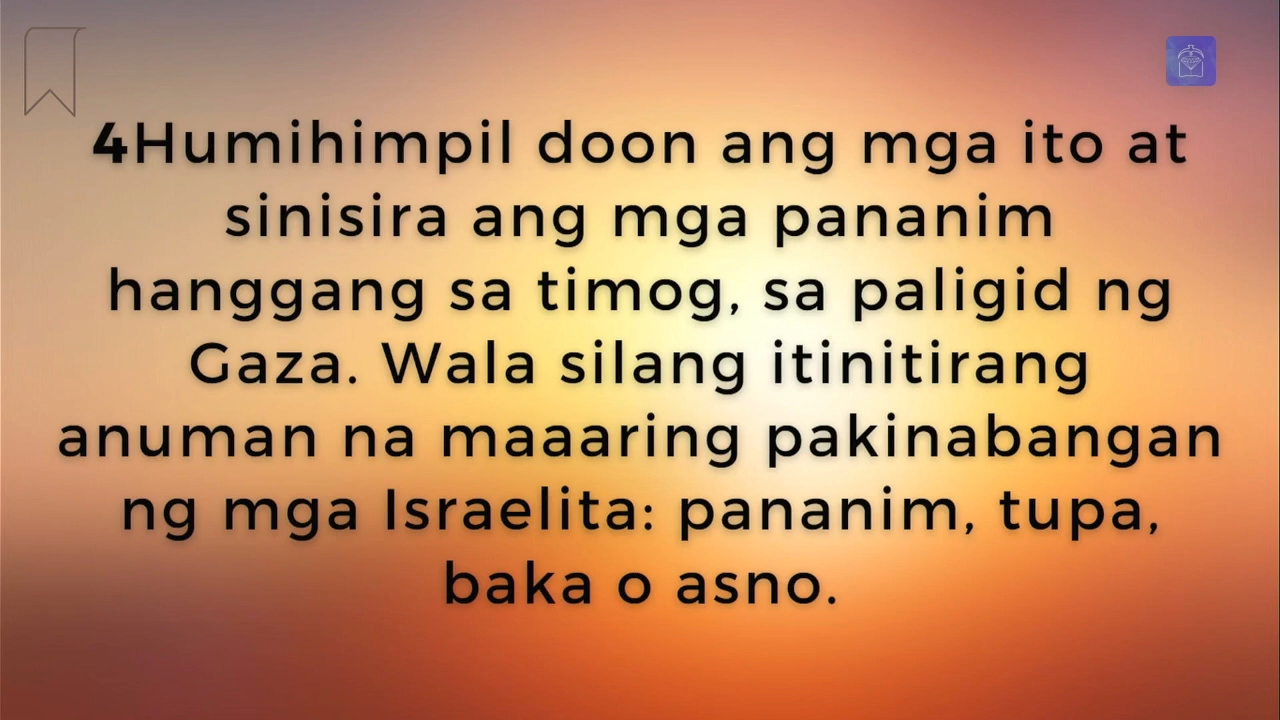 4Humihimpil doon ang mga ito at
sinisira ang mga pananim
hanggang sa timog, sa paligid ng
Gaza. Wala silang itinitirang
anuman na maaaring pakinabangan
ng mga Israelita: pananim, tupa,
baka o asno.